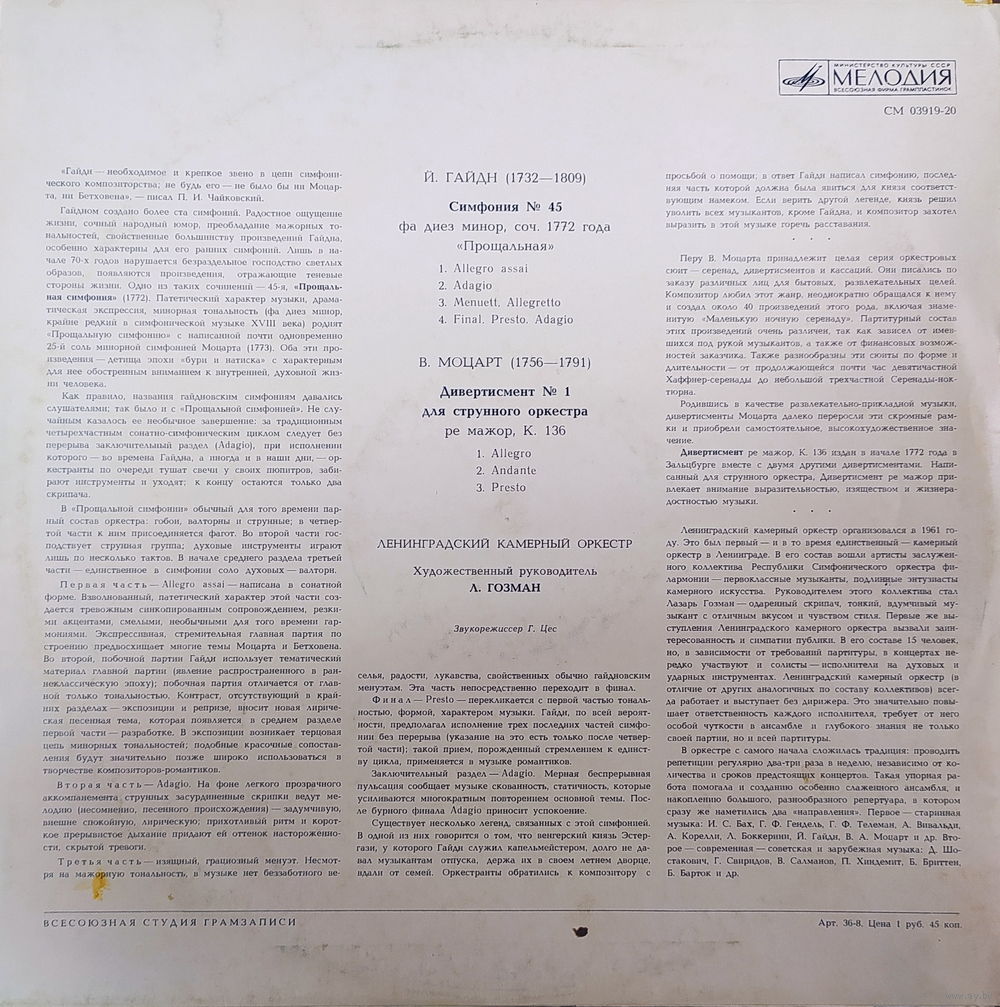 МИНИСТЕРСТВО КУЛЬТУРЫ СССР
МЕЛОДИЯ
ВСЕСОЮЗНАЯ ФИРМА ГРАМПЛАСТИНОК
СМ 03919-20
«Гайдн — необходимое и крепкое звено в цепи симфони-
ческого композиторства; не будь его — не было бы ни Моцар-
та, ни Бетховена», — писал П. И. Чайковский.
Гайдном создано более ста симфоний. Радостное ощущение
жизни, сочный народный юмор, преобладание мажорных то-
нальностей, свойственные большинству произведений Гайдна,
особенно характерны для его ранних симфоний. Лишь в на-
чале 70-х годов нарушается безраздельное господство светлых
образов, появляются произведения, отражающие теневые
стороны жизни. Одно из таких сочинений — 45-я, «Прощаль-
ная симфония» (1772). Патетический характер музыки, драма-
тическая экспрессия, минорная тональность (фа диез минор,
крайне редкий в симфонической музыке XVIII века) роднят
«Прощальную симфонию» с написанной почти одновременно
25-й соль минорной симфонией Моцарта (1773). Оба эти про-
изведения — детища эпохи «бури и натиска» с характерным
для нее обостренным вниманием к внутренней, духовной жиз-
ни человека.
Как правило, названия гайдновским симфониям давались
слушателями; так было и с «Прощальной симфонией». Не слу-
чайным казалось ее необычное завершение: за традиционным
четырехчастным сонатно-симфоническим циклом следует без
перерыва заключительный раздел (Adagio), при исполнении
которого — во времена Гайдна, а иногда и в наши дни, — ор-
кестранты по очереди тушат свечи у своих пюпитров, заби-
рают инструменты и уходят; к концу остаются только два
скрипача.
В «Прощальной симфонии» обычный для того времени пар-
ный состав оркестра: гобои, валторны и струнные; в четвер-
той части к ним присоединяется фагот. Во второй части гос-
подствует струнная группа; духовые инструменты играют
лишь по несколько тактов. В начале среднего раздела третьей
части — единственное в симфонии соло духовых — валторн.
Первая часть — Allegro assai — написана в сонатной
форме. Взволнованный, патетический характер этой части соз-
дается тревожным синкопированным сопровождением, резки-
ми акцентами, смелыми, необычными для того времени гар-
мониями. Экспрессивная, стремительная главная партия по
строению предвосхищает многие темы Моцарта и Бетховена.
Во второй, побочной партии Гайдн использует тематический
материал главной партии (явление распространенного в ран-
неклассическую эпоху); побочная партия отличается от глав-
ной только тональностью. Контраст, отсутствующий в край-
них разделах — экспозиции и репризе, вносит новая лириче-
ская песенная тема, которая появляется в среднем разделе
первой части — разработке. В экспозиции возникает терцовая
цепь минорных тональностей; подобные красочные сопостав-
ления будут значительно позже широко использоваться в
творчестве композиторов-романтиков.
Вторая часть — Adagio. На фоне легкого прозрачного
аккомпанемента струнных засурдиненные скрипки ведут ме-
лодию (несомненно, песенного происхождения) — задумчивую,
внешне спокойную, лирическую; прихотливый ритм и корот-
кое прерывистое дыхание придают ей оттенок настороженно-
сти, скрытой тревоги.
Третья часть — изящный, грациозный менуэт. Несмот-
ря на мажорную тональность, в музыке нет беззаботного ве-
Й. ГАЙДН (1732—1809)
Симфония № 45
фа диез минор, соч. 1772 года
«Прощальная»
1. Allegro assai
2. Adagio
3. Menuett, Allegretto
4. Final. Presto. Adagio
В. МОЦАРТ (1756—1791)
Дивертисмент № 1
для струнного оркестра
ре мажор, К. 136
1. Allegro
2. Andante
3. Presto
ЛЕНИНГРАДСКИЙ КАМЕРНЫЙ ОРКЕСТР
Художественный руководитель
Л. ГОЗМАН
Звукорежиссер Г. Цес
селья, радости, лукавства, свойственных обычно гайдновским
менуэтам. Эта часть непосредственно переходит в финал.
Финал — Presto — перекликается с первой частью тональ-
ностью, формой, характером музыки. Гайдн, по всей вероят-
ности, предполагал исполнение трех последних частей симфо-
нии без перерыва (указание на это есть только после четвер-
той части); такой прием, порожденный стремлением к единст-
ву цикла, применяется в музыке романтиков.
Заключительный раздел — Adagio. Мерная беспрерывная
пульсация сообщает музыке скованность, статичность, которые
усиливаются многократным повторением основной темы. Пос-
ле бурного финала Adagio приносит успокоение.
Существует несколько легенд, связанных с этой симфонией.
В одной из них говорится о том, что венгерский князь Эстер-
гази, у которого Гайдн служил капельмейстером, долго не да-
вал музыкантам отпуска, держа их в своем летнем дворце,
вдали от семей. Оркестранты обратились к композитору с
просьбой о помощи; в ответ Гайдн написал симфонию, послед-
няя часть которой должна была явиться для князя соответст-
вующим намеком. Если верить другой легенде, князь решил
уволить всех музыкантов, кроме Гайдна, и композитор захотел
выразить в этой музыке горечь расставания.
. . .
Перу В. Моцарта принадлежит целая серия оркестровых
сюит — серенад, дивертисментов и кассаций. Они писались по
заказу различных лиц для бытовых, развлекательных целей.
Композитор любил этот жанр, неоднократно обращался к нему
и создал около 40 произведений этого рода, включая знаме-
нитую «Маленькую ночную серенаду». Партитурный состав
этих произведений очень различен, так как зависел от имев-
шихся под рукой музыкантов, а также от финансовых возмож-
ностей заказчика. Также разнообразны эти сюиты по форме и
длительности — от продолжающейся почти час девятичастной
Хаффнер-серенады до небольшой трехчастной Серенады-нок-
тюрна.
Родившись в качестве развлекательно-прикладной музыки,
дивертисменты Моцарта далеко переросли эти скромные рам-
ки и приобрели самостоятельное, высокохудожественное зна-
чение.
Дивертисмент ре мажор, К. 136 издан в начале 1772 года в
Зальцбурге вместе с двумя другими дивертисментами. Напи-
санный для струнного оркестра, Дивертисмент ре мажор при-
влекает внимание выразительностью, изяществом и жизнера-
достностью музыки.
. . .
Ленинградский камерный оркестр организовался в 1961 го-
ду. Это был первый — и в то время единственный — камерный
оркестр в Ленинграде. В его состав вошли артисты заслужен-
ного коллектива Республики Симфонического оркестра фи-
лармонии — первоклассные музыканты, подлинные энтузиасты
камерного искусства. Руководителем этого коллектива стал
Лазарь Гозман — одаренный скрипач, тонкий, вдумчивый му-
зыкант с отличным вкусом и чувством стиля. Первые же вы-
ступления Ленинградского камерного оркестра вызвали заин-
тересованность и симпатии публики. В его составе 15 человек,
но, в зависимости от требований партитуры, в концертах не-
редко участвуют и солисты — исполнители на духовых и
ударных инструментах. Ленинградский камерный оркестр (в
отличие от других аналогичных по составу коллективов) всег-
да работает и выступает без дирижера. Это значительно повы-
шает ответственность каждого исполнителя, требует от него
особой чуткости в ансамбле и глубокого знания не только
своей партии, но и всей партитуры.
В оркестре с самого начала сложилась традиция: проводить
репетиции регулярно два-три раза в неделю, независимо от ко-
личества и сроков предстоящих концертов. Такая упорная ра-
бота помогала и созданию особенно слаженного ансамбля, и
накоплению большого, разнообразного репертуара, в котором
сразу же наметились два «направления». Первое — старинная
музыка: И. С. Бах, Г. Ф. Гендель, Г. Ф. Телеман, А. Вивальди,
А. Корелли, Л. Боккерини, Й. Гайдн, В. А. Моцарт и др. Вто-
рое — современная — советская и зарубежная музыка: Д. Шо-
стакович, Г. Свиридов, В. Салманов, П. Хиндемит, Б. Бриттен,
Б. Барток и др.
ВСЕСОЮЗНАЯ СТУДИЯ ГРАМЗАПИСИ
Арт. 36-8. Цена 1 руб. 45 коп.